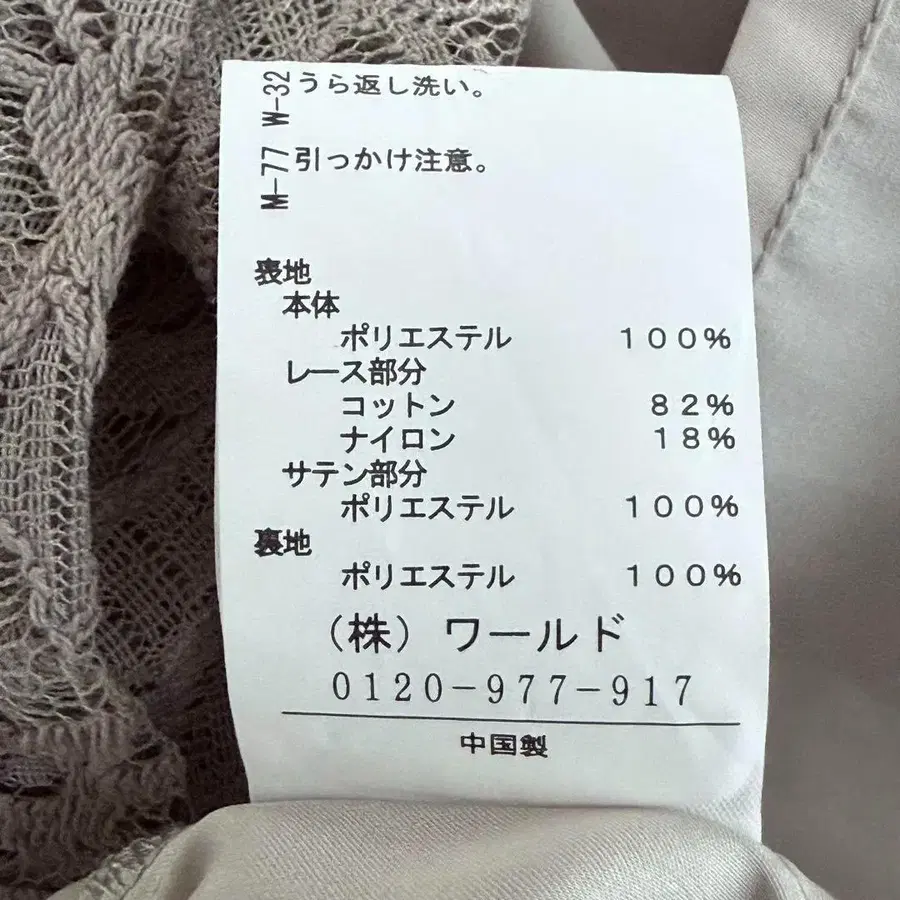 W-32 うら返し洗い。
M-77 引っかけ注意。
表地
本体
ポリエステル 100%
レース部分
コットン 82%
ナイロン 18%
サテン部分
ポリエステル 100%
裏地
ポリエステル 100%
(株) ワールド
0120-977-917
中国製